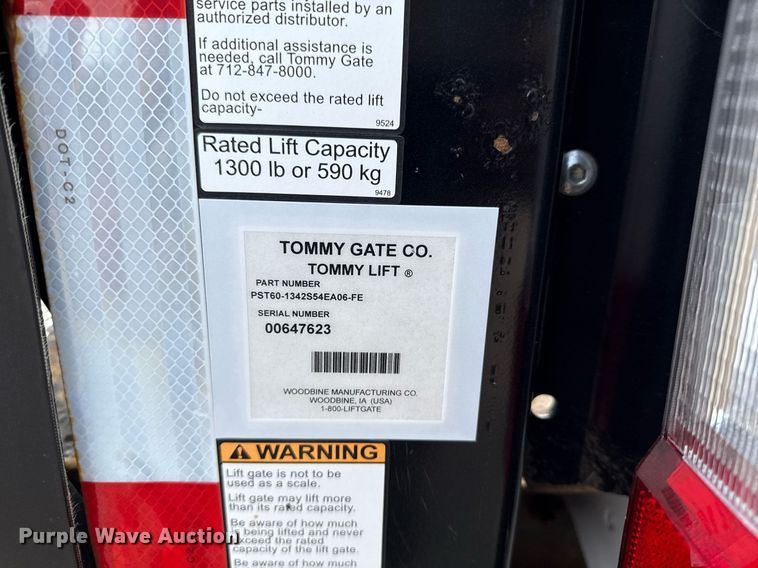 service parts installed by an
authorized distributor.
If additional assistance is
needed, call Tommy Gate
at 712-847-8000.
Do not exceed the rated lift
capacity-
9524
DOT-C2
Rated Lift Capacity
1300 lb or 590 kg
9478
TOMMY GATE CO.
TOMMY LIFT ®
PART NUMBER
PST60-1342S54EA06-FE
SERIAL NUMBER
00647623
WOODBINE MANUFACTURING CO.
WOODBINE, IA (USA)
1-800-LIFTGATE
WARNING
Lift gate is not to be
used as a scale.
Lift gate may lift more
than its rated capacity.
Be aware of how much
is being lifted and never
exceed the rated
capacity of the lift gate.
Be aware of how much
Purple Wave Auction